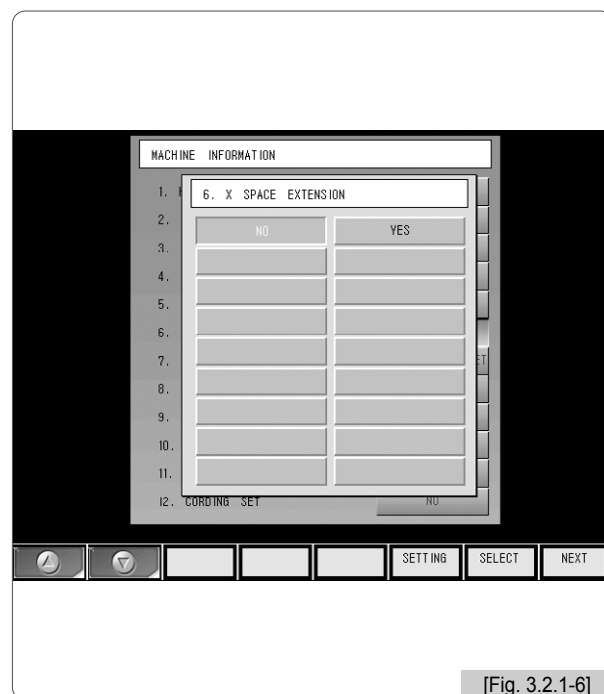 MACHINE INFORMATION
1.
6. X SPACE EXTENSION
2.
NO YES
3.
4.
5.
6.
7. ET
8.
9.
10.
11.
12. CORDING SET NO
SETTING SELECT NEXT
[Fig. 3.2.1-6]